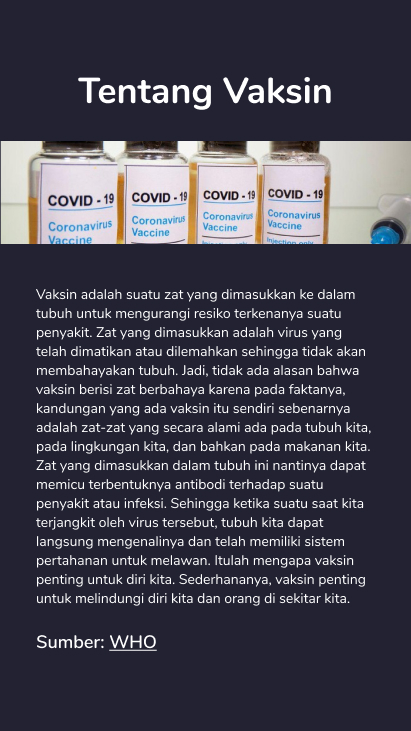 Tentang Vaksin
COVID - 19
Coronavirus
Vaccine
COVID - 19
Coronavirus
Vaccine
COVID - 19
Coronavirus
Vaccine
COVID - 19
Coronavirus
Vaccine
Injection only
Vaksin adalah suatu zat yang dimasukkan ke dalam
tubuh untuk mengurangi resiko terkenanya suatu
penyakit. Zat yang dimasukkan adalah virus yang
telah dimatikan atau dilemahkan sehingga tidak akan
membahayakan tubuh. Jadi, tidak ada alasan bahwa
vaksin berisi zat berbahaya karena pada faktanya,
kandungan yang ada vaksin itu sendiri sebenarnya
adalah zat-zat yang secara alami ada pada tubuh kita,
pada lingkungan kita, dan bahkan pada makanan kita.
Zat yang dimasukkan dalam tubuh ini nantinya dapat
memicu terbentuknya antibodi terhadap suatu
penyakit atau infeksi. Sehingga ketika suatu saat kita
terjangkit oleh virus tersebut, tubuh kita dapat
langsung mengenalinya dan telah memiliki sistem
pertahanan untuk melawan. Itulah mengapa vaksin
penting untuk diri kita. Sederhananya, vaksin penting
untuk melindungi diri kita dan orang di sekitar kita.
Sumber: WHO